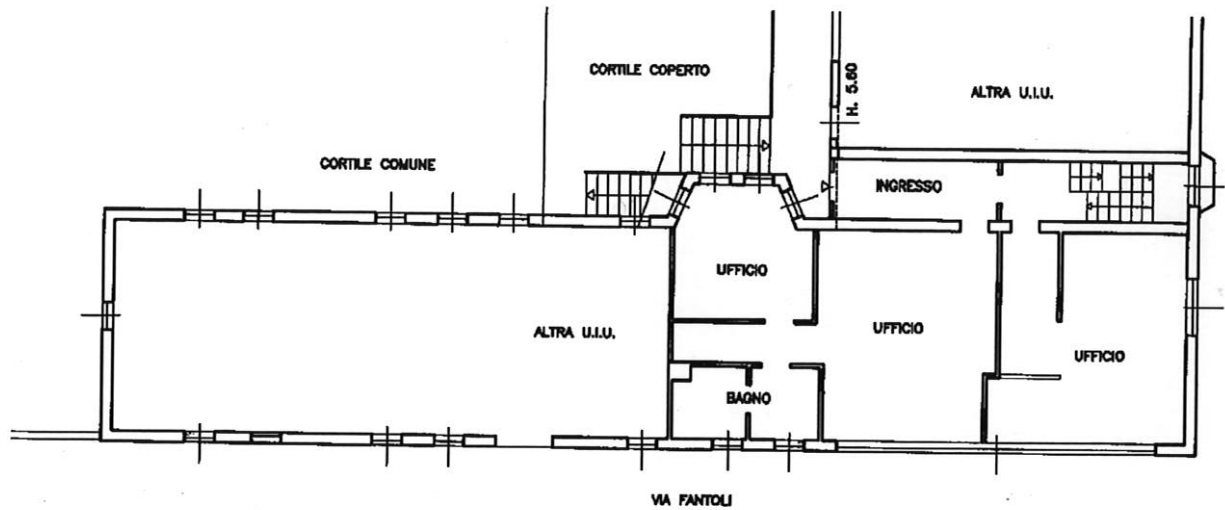 CORTILE COPERTO
H. 5.60
ALTRA U.I.U.
CORTILE COMUNE
INGRESSO
UFFICIO
UFFICIO
ALTRA U.I.U.
UFFICIO
BAGNO
VIA FANTOLI